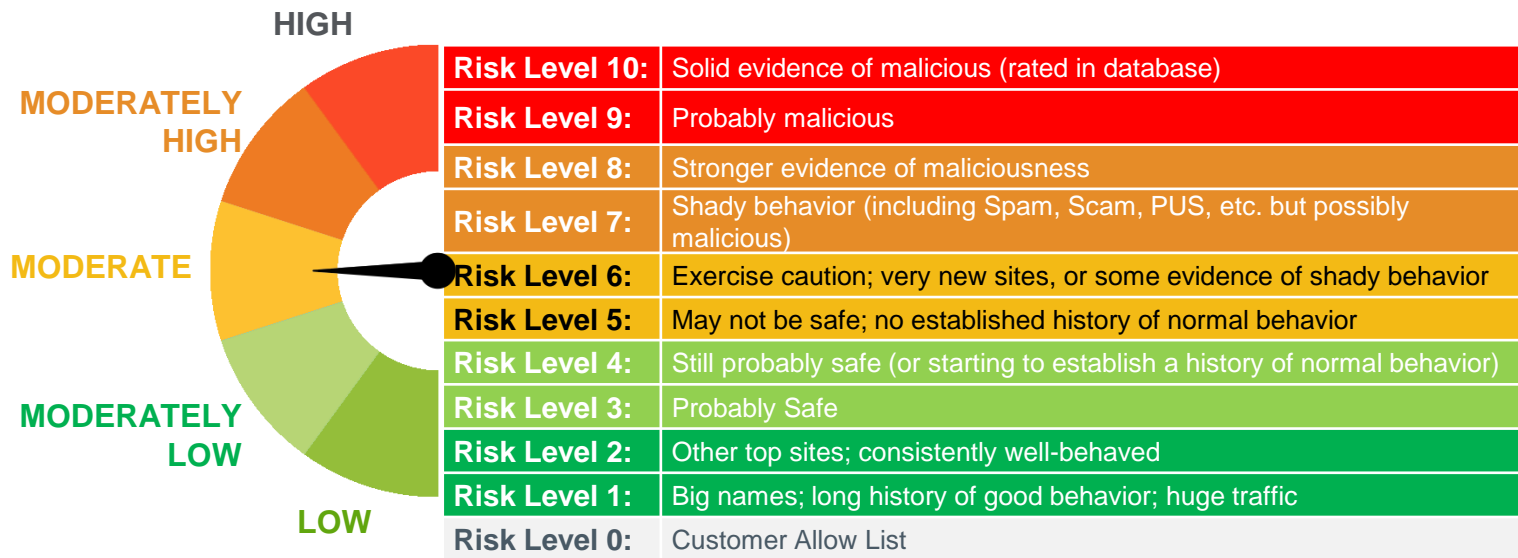 HIGH
MODERATELY
HIGH
MODERATE
MODERATELY
LOW
LOW
Risk Level 10: Solid evidence of malicious (rated in database)
Risk Level 9: Probably malicious
Risk Level 8: Stronger evidence of maliciousness
Risk Level 7: Shady behavior (including Spam, Scam, PUS, etc. but possibly
malicious)
Risk Level 6: Exercise caution; very new sites, or some evidence of shady behavior
Risk Level 5: May not be safe; no established history of normal behavior
Risk Level 4: Still probably safe (or starting to establish a history of normal behavior)
Risk Level 3: Probably Safe
Risk Level 2: Other top sites; consistently well-behaved
Risk Level 1: Big names; long history of good behavior; huge traffic
Risk Level 0: Customer Allow List